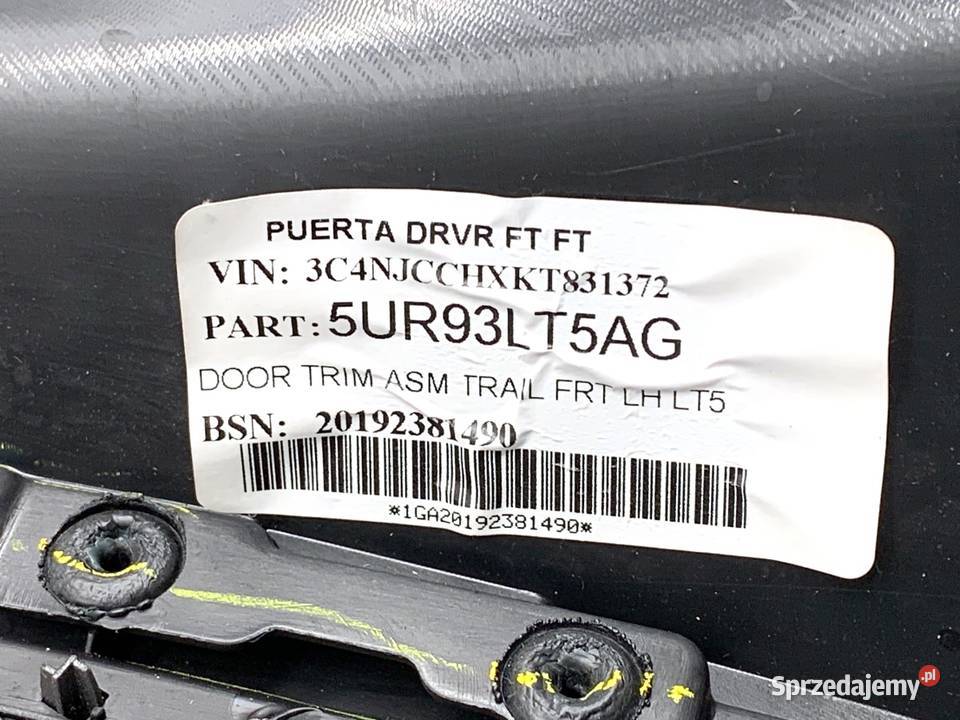 PUERTA DRVR FT FT
VIN: 3C4NJCCHXKT831372
PART: 5UR93LT5AG
DOOR TRIM ASM TRAIL FRT LH LT5
BSN: 20192381490
*1GA20192381490*
Sprzedajemy.pl